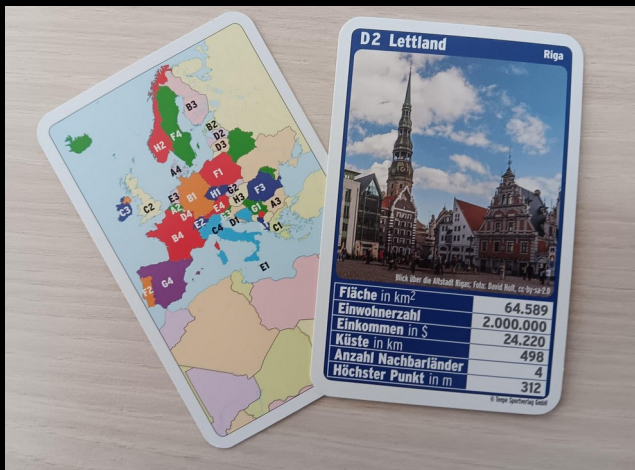 B3
B2
D2
D3
H2
F4
A4
C3
C2
E3
A2
B1
D4
F1
H1
G2
H3
F3
E2
E4
B4
C4
D1
G1
A3
C1
F2
G4
E1
D2 Lettland
Riga
Blick über die Altstadt Rigas; Foto: David Holt, cc-by-sa-2.0
Fläche in km² 64.589
Einwohnerzahl 2.000.000
Einkommen in $ 24.220
Küste in km 498
Anzahl Nachbarländer 4
Höchster Punkt in m 312
© Teepe Sportverlag GmbH